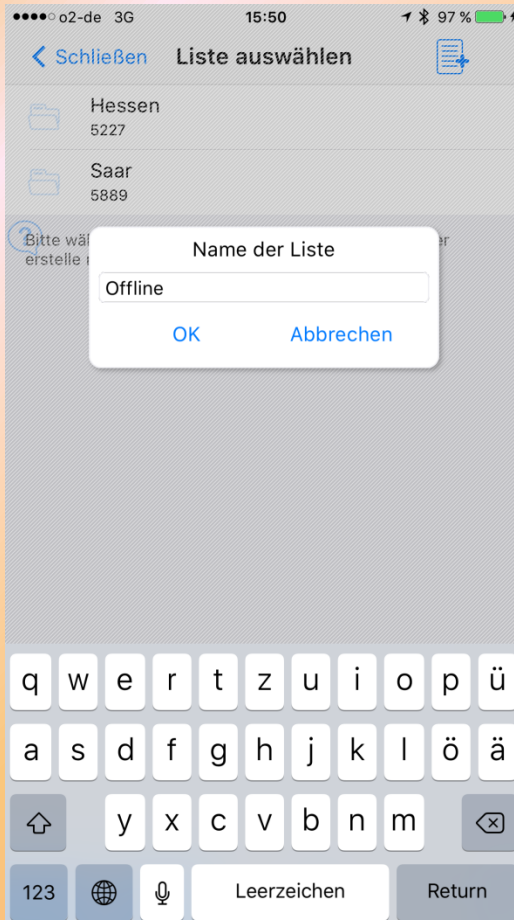 o2-de 3G 15:50 97 %
Schließen Liste auswählen
Hessen
5227
Saar
5889
Bitte er
erstelle
Name der Liste
Offline
OK Abbrechen
q w e r t z u i o p ü
a s d f g h j k l ö ä
y x c v b n m
123 Leerzeichen Return